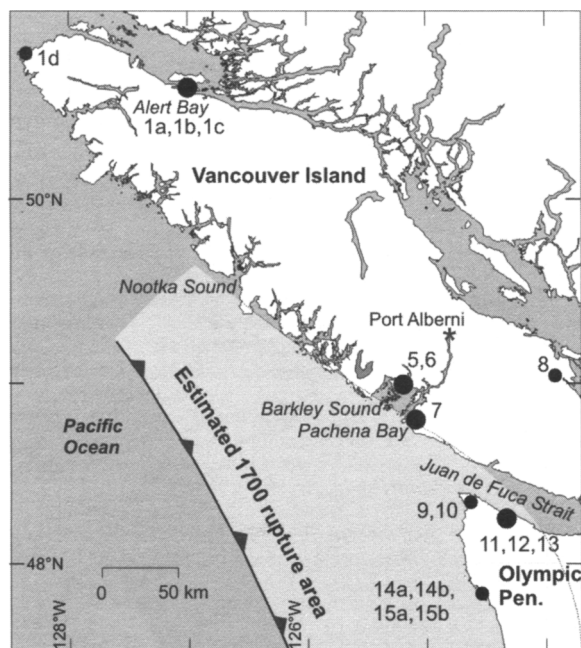 1d
Alert Bay
1a,1b,1c
Vancouver Island
50°N
Nootka Sound
Port Alberni
*
5,6
8
Barkley Sound
7
Pachena Bay
Pacific
Ocean
Estimated 1700 rupture area
Juan de Fuca Strait
9,10
11,12,13
48°N
0 50 km
Olympic
Pen.
14a,14b,
15a,15b
128°W
126°W